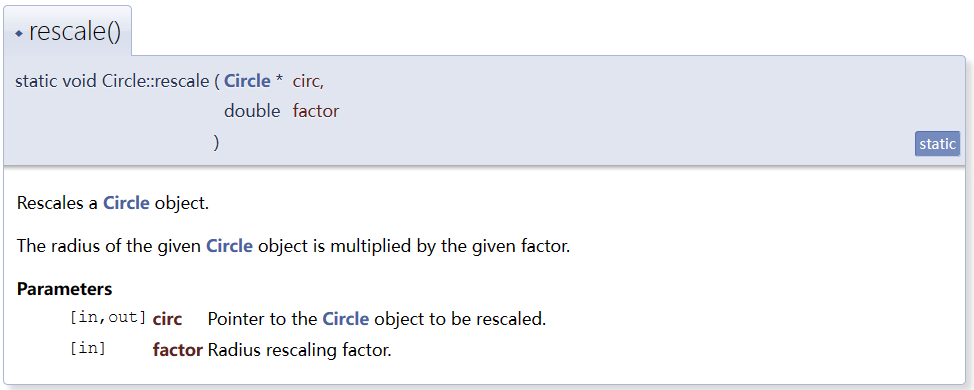 ◆ rescale()
static void Circle::rescale ( Circle * circ,
double factor
)
static
Rescales a Circle object.
The radius of the given Circle object is multiplied by the given factor.
Parameters
[in,out] circ Pointer to the Circle object to be rescaled.
[in] factor Radius rescaling factor.